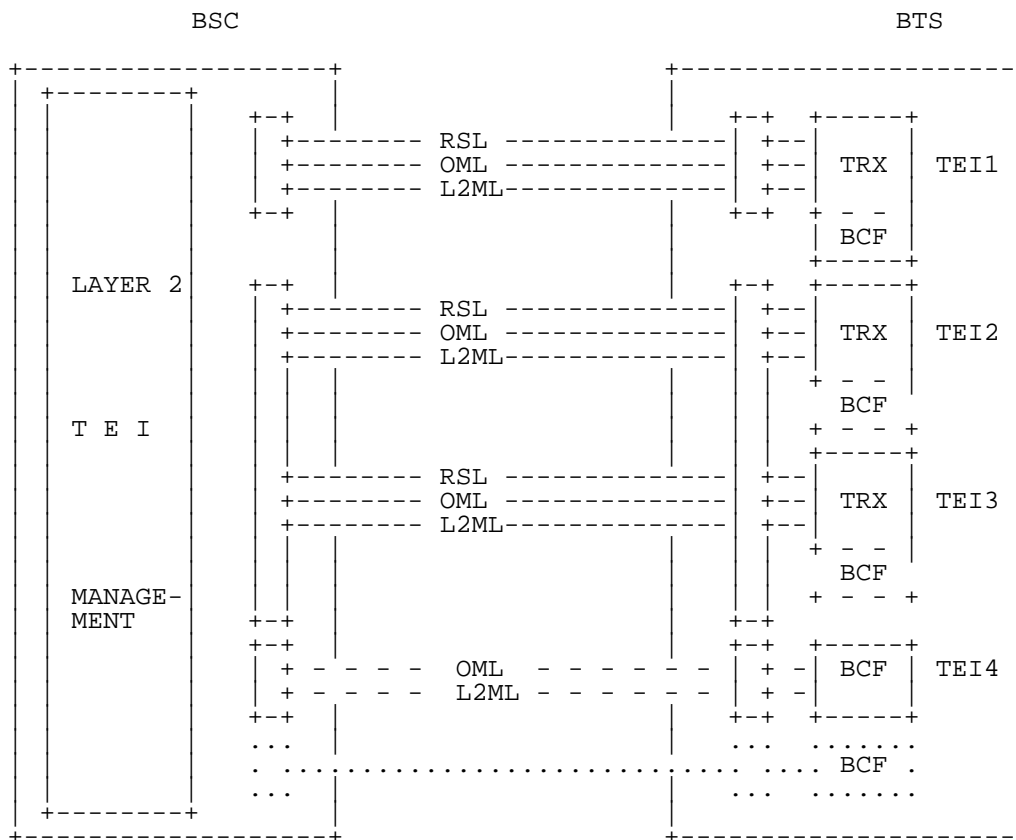 BSC BTS
RSL
OML TRX TEI1
L2ML
BCF
LAYER 2
RSL
OML TRX TEI2
L2ML
BCF
T E I
RSL
OML TRX TEI3
L2ML
BCF
MANAGE-
MENT
OML BCF TEI4
L2ML
BCF